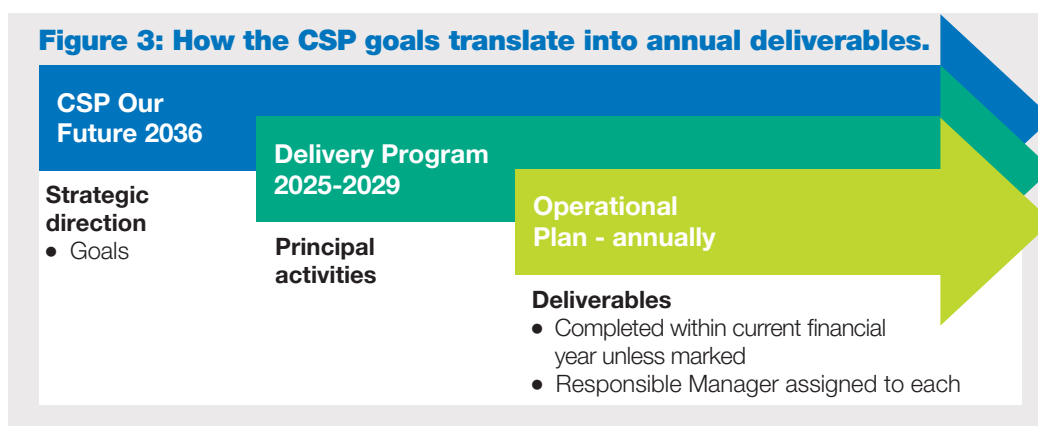 Figure 3: How the CSP goals translate into annual deliverables.
CSP Our
Future 2036
Strategic
direction
• Goals
Delivery Program
2025-2029
Principal
activities
Operational
Plan - annually
Deliverables
• Completed within current financial
year unless marked
• Responsible Manager assigned to each